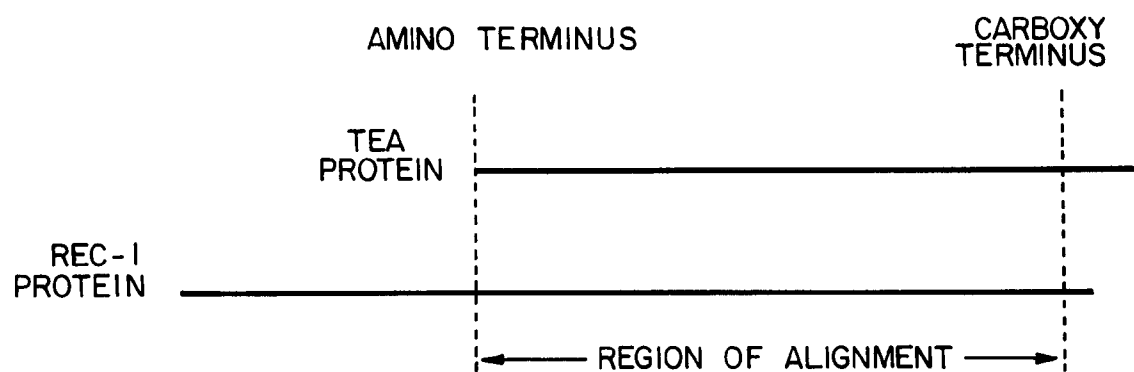 AMINO TERMINUS
CARBOXY
TERMINUS
TEA
PROTEIN
REC-1
PROTEIN
REGION OF ALIGNMENT